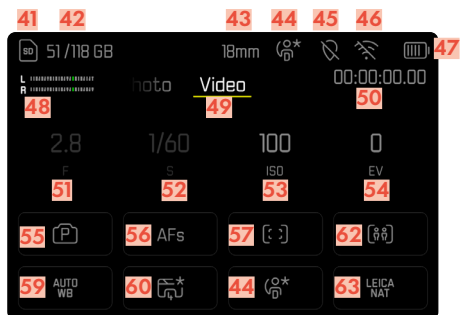 41 42 43 44 45 46
SD 51/118 GB 18mm 47
L
R hoto Video 00:00:00.00
48 49 50
2.8 1/60 100 0
F S ISO EV
51 52 53 54
55 P 56 AFs 57 62
59 AUTO WB 60 44 63 LEICA NAT